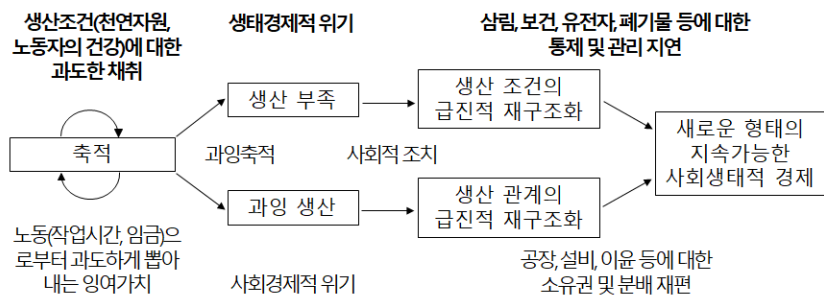 생산조건(천연자원,
노동자의 건강)에 대한
과도한 채취
생태경제적 위기
삼림, 보건, 유전자, 폐기물 등에 대한
통제 및 관리 지연
생산 부족
생산 조건의
급진적 재구조화
축적
과잉축적
사회적 조치
새로운 형태의
지속가능한
사회생태적 경제
과잉 생산
생산 관계의
급진적 재구조화
노동(작업시간, 임금)으
로부터 과도하게 뽑아
내는 잉여가치
사회경제적 위기
공장, 설비, 이윤 등에 대한
소유권 및 분배 재편